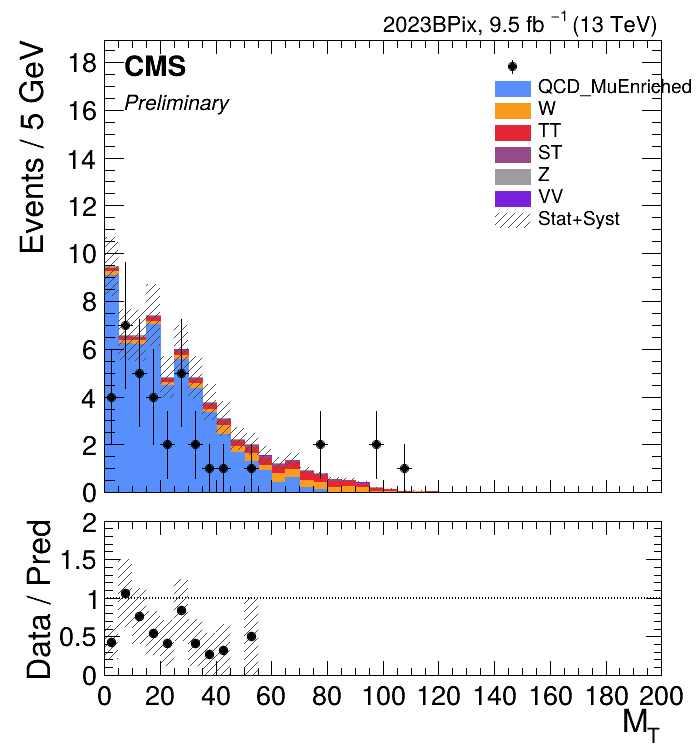 2023BPix, 9.5 fb⁻¹ (13 TeV)
Events / 5 GeV
CMS
Preliminary
QCD_MuEnriched
W
TT
ST
Z
VV
Stat+Syst
18
16
14
12
10
8
6
4
2
0
Data / Pred
2
1.5
1
0.5
0
0 20 40 60 80 100 120 140 160 180 200
M_T